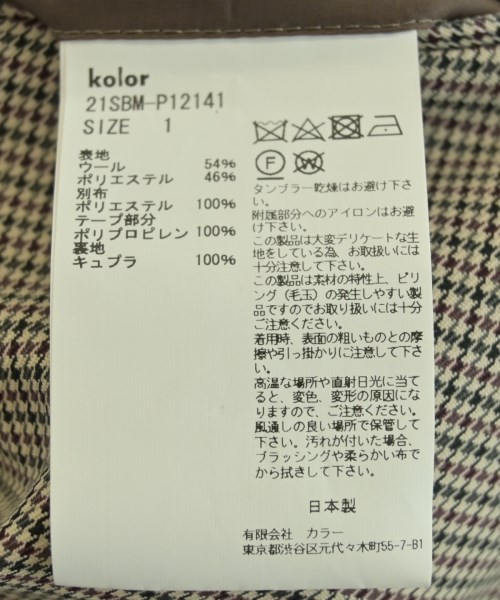 kolor
21SBM-P12141
SIZE 1
表地
ウール 54%
ポリエステル 46%
別布
ポリエステル 100%
テープ部分
ポリプロピレン 100%
裏地
キュプラ 100%
F W
タンブラー乾燥はお避け下さ
い。
附属部分へのアイロンはお避
け下さい。
この製品は大変デリケートな生
地をしている為、お取扱いには
十分注意して下さい。
この製品は素材の特性上、ピリ
ング(毛玉)の発生しやすい製
品ですのでお取り扱いには十分
ご注意ください。
着用時、表面の粗いものとの摩
擦や引っ掛かりに注意して下さ
い。
高温な場所や直射日光に当て
ると、変色、変形の原因にな
りますので、ご注意ください。
風通しの良い場所で保管して
下さい。汚れが付いた場合、
ブラッシングや柔らかい布で
から拭きして下さい。
日本製
有限会社 カラー
東京都渋谷区元代々木町55-7-B1